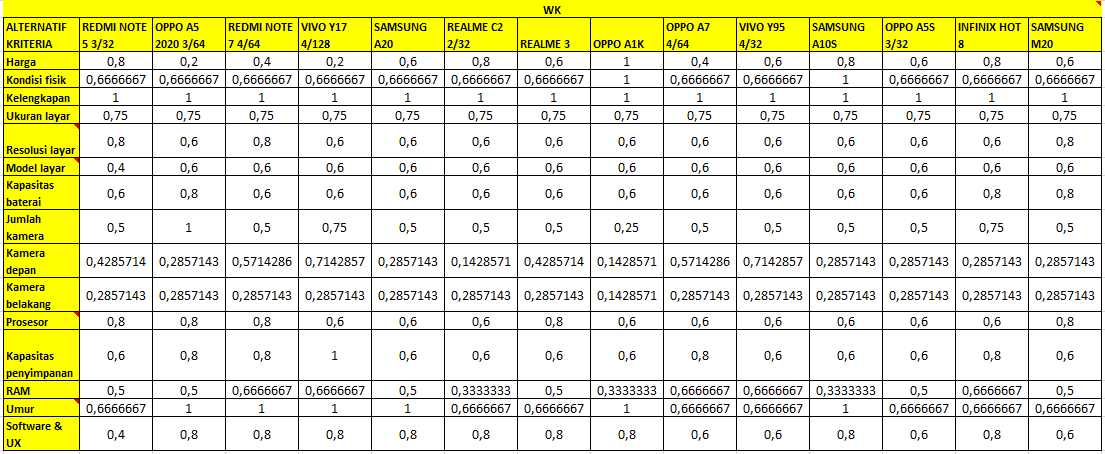 WK
ALTERNATIF KRITERIA REDMI NOTE 5 3/32 OPPO A5 2020 3/64 REDMI NOTE 7 4/64 VIVO Y17 4/128 SAMSUNG A20 REALME C2 2/32 REALME 3 OPPO A1K OPPO A7 4/64 VIVO Y95 4/32 SAMSUNG A10S OPPO A5S 3/32 INFINIX HOT 8 SAMSUNG M20
Harga 0,8 0,2 0,4 0,2 0,6 0,8 0,6 1 0,4 0,6 0,8 0,6 0,8 0,6
Kondisi fisik 0,6666667 0,6666667 0,6666667 0,6666667 0,6666667 0,6666667 0,6666667 1 0,6666667 0,6666667 1 0,6666667 0,6666667 0,6666667
Kelengkapan 1 1 1 1 1 1 1 1 1 1 1 1 1 1
Ukuran layar 0,75 0,75 0,75 0,75 0,75 0,75 0,75 0,75 0,75 0,75 0,75 0,75 0,75 0,75
Resolusi layar 0,8 0,6 0,8 0,6 0,6 0,6 0,6 0,6 0,6 0,6 0,6 0,6 0,6 0,8
Model layar 0,4 0,6 0,6 0,6 0,6 0,6 0,6 0,6 0,6 0,6 0,6 0,6 0,6 0,6
Kapasitas baterai 0,6 0,8 0,6 0,6 0,6 0,6 0,6 0,6 0,6 0,6 0,6 0,6 0,8 0,8
Jumlah kamera 0,5 1 0,5 0,75 0,5 0,5 0,5 0,25 0,5 0,5 0,5 0,5 0,75 0,5
Kamera depan 0,4285714 0,2857143 0,5714286 0,7142857 0,2857143 0,1428571 0,4285714 0,1428571 0,5714286 0,7142857 0,2857143 0,2857143 0,2857143 0,2857143
Kamera belakang 0,2857143 0,2857143 0,2857143 0,2857143 0,2857143 0,2857143 0,2857143 0,1428571 0,2857143 0,2857143 0,2857143 0,2857143 0,2857143 0,2857143
Prosesor 0,8 0,8 0,8 0,6 0,6 0,6 0,8 0,6 0,6 0,6 0,6 0,6 0,6 0,8
Kapasitas penyimpanan 0,6 0,8 0,8 1 0,6 0,6 0,6 0,6 0,8 0,6 0,6 0,6 0,8 0,6
RAM 0,5 0,5 0,6666667 0,6666667 0,5 0,3333333 0,5 0,3333333 0,6666667 0,6666667 0,3333333 0,5 0,6666667 0,5
Umur 0,6666667 1 1 1 1 0,6666667 0,6666667 1 0,6666667 0,6666667 1 0,6666667 0,6666667 0,6666667
Software & UX 0,4 0,8 0,8 0,8 0,8 0,8 0,8 0,8 0,6 0,6 0,8 0,6 0,8 0,6